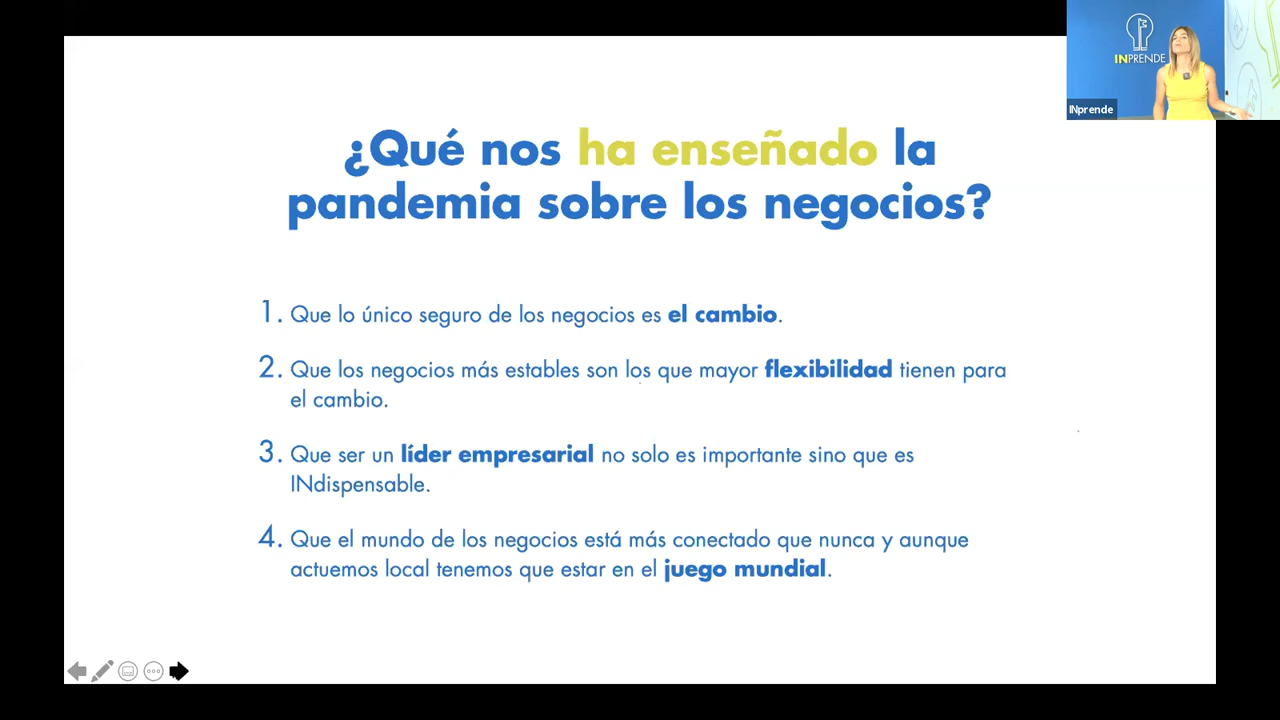 INPRENDE
INprende
¿Qué nos ha enseñado la
pandemia sobre los negocios?
1. Que lo único seguro de los negocios es el cambio.
2. Que los negocios más estables son los que mayor flexibilidad tienen para
el cambio.
3. Que ser un líder empresarial no solo es importante sino que es
INdispensable.
4. Que el mundo de los negocios está más conectado que nunca y aunque
actuemos local tenemos que estar en el juego mundial.